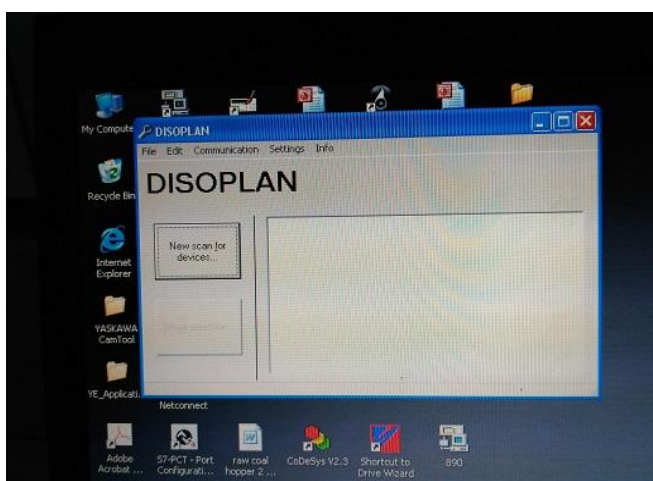 My Compute
DISOPLAN
File Edit Communication Settings Info
DISOPLAN
Recycle Bin
New scan for
devices...
Internet
Explorer
YASKAWA
CamTool
YE_Applicati.
Netconnect
Adobe
Acrobat ...
S7-PCT - Port
Configurati...
raw coal
hopper 2 ...
CoDeSys V2.3
Shortcut to
Drive Wizard
890